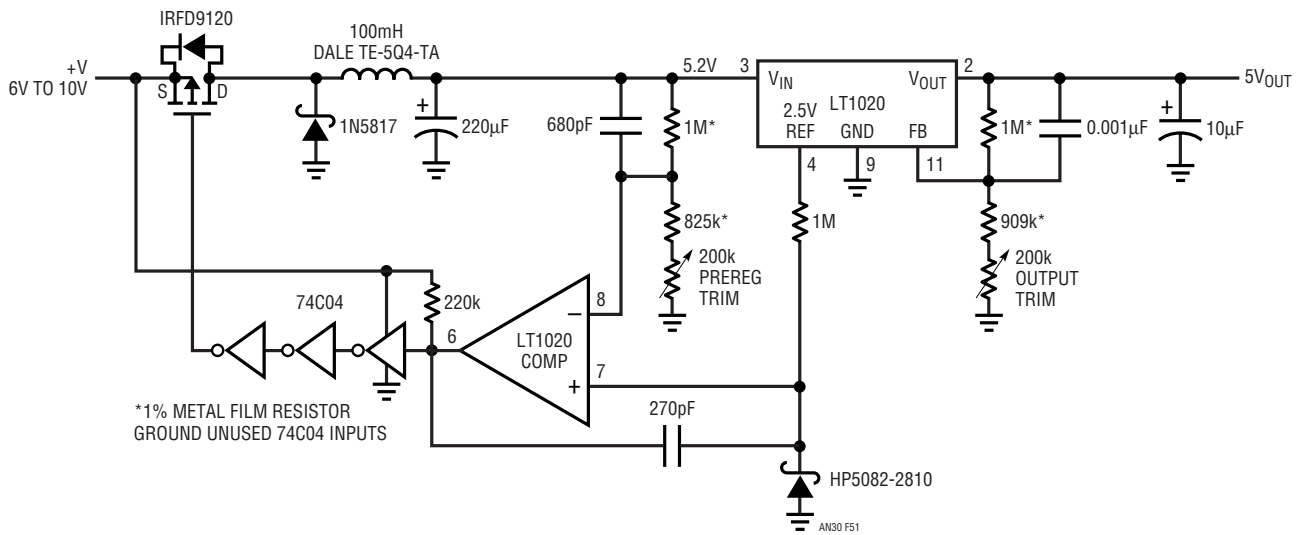 IRFD9120
+V
6V TO 10V
S
D
100mH
DALE TE-5Q4-TA
1N5817
+
220µF
680pF
1M*
5.2V
3
VIN
2.5V
REF
LT1020
GND
VOUT
FB
2
4
9
11
1M*
0.001µF
+
10µF
5VOUT
825k*
200k
PREREG
TRIM
1M
909k*
200k
OUTPUT
TRIM
74C04
220k
6
LT1020
COMP
8
–
7
+
270pF
HP5082-2810
*1% METAL FILM RESISTOR
GROUND UNUSED 74C04 INPUTS
AN30 F51